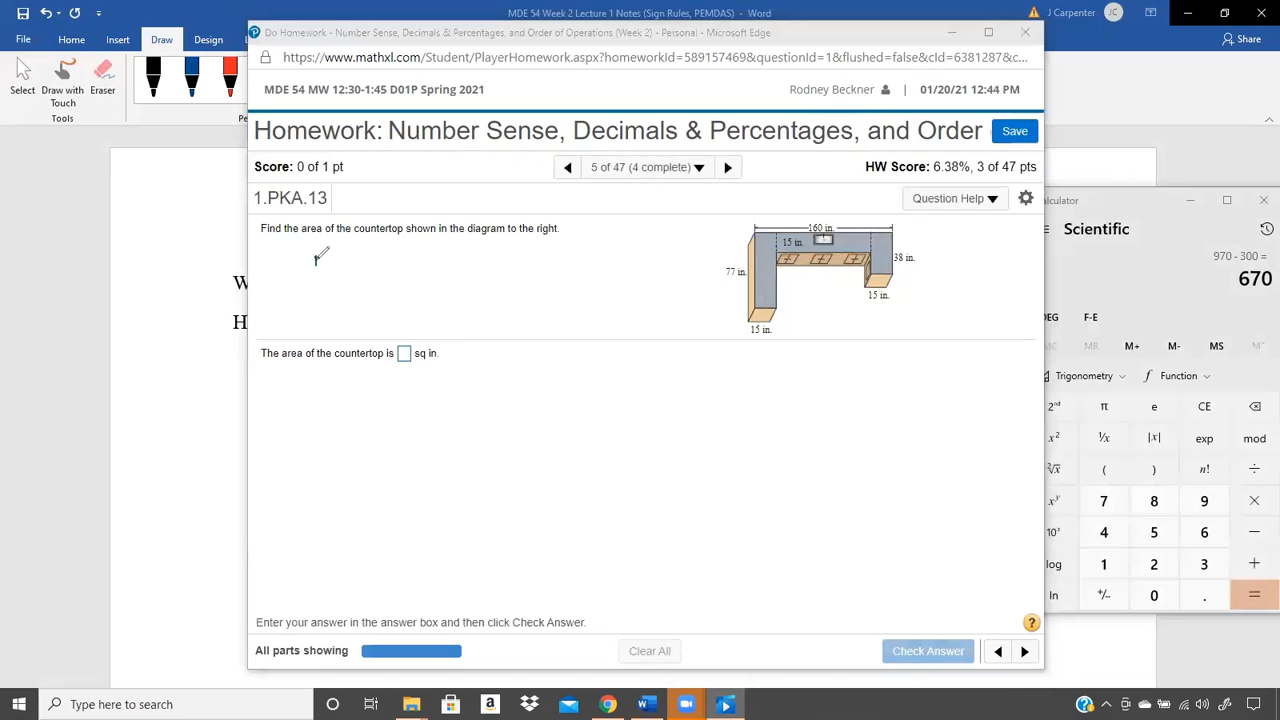 MDE 54 Week 2 Lecture 1 Notes (Sign Rules, PEMDAS) - Word
J Carpenter JC
File Home Insert Draw Design
Share
Do Homework - Number Sense, Decimals & Percentages, and Order of Operations (Week 2) - Personal - Microsoft Edge
https://www.mathxl.com/Student/PlayerHomework.aspx?homeworkId=589157469&questionId=1&flushed=false&cId=6381287&c...
Select Draw with Touch Eraser
Tools
MDE 54 MW 12:30-1:45 D01P Spring 2021
Rodney Beckner | 01/20/21 12:44 PM
Homework: Number Sense, Decimals & Percentages, and Order
Save
Score: 0 of 1 pt
5 of 47 (4 complete)
HW Score: 6.38%, 3 of 47 pts
1.PKA.13
Question Help
Find the area of the countertop shown in the diagram to the right.
160 in.
15 in.
38 in.
77 in.
15 in.
15 in.
The area of the countertop is sq in.
Enter your answer in the answer box and then click Check Answer.
?
All parts showing
Clear All
Check Answer
W
H
alculator
Scientific
970 - 300 =
670
DEG F-E
M+ M- MS
Trigonometry Function
2nd π e CE
x² ¹/x |x| exp mod
²√x ( ) n! ÷
xʸ 7 8 9 ×
10ˣ 4 5 6 −
log 1 2 3 +
ln +/− 0 . =
Type here to search